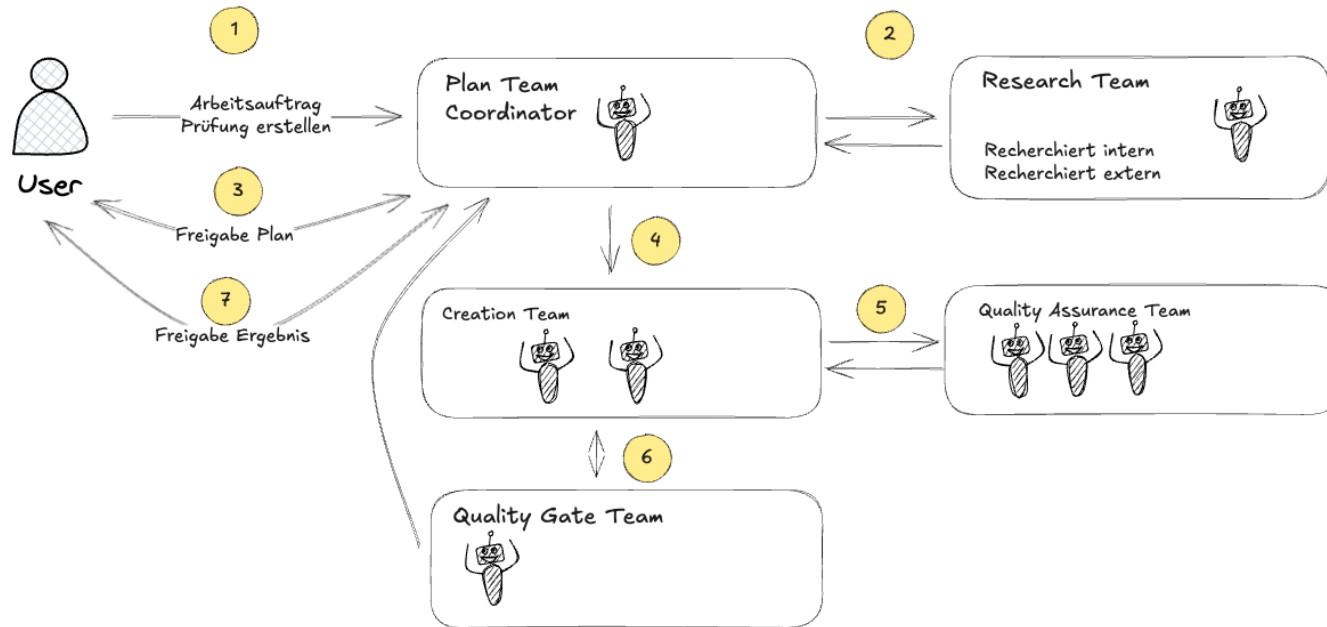 1
2
Plan Team
Coordinator
Research Team
Arbeitsauftrag
Prüfung erstellen
Recherchiert intern
Recherchiert extern
User
3
Freigabe Plan
4
7
Freigabe Ergebnis
Creation Team
5
Quality Assurance Team
6
Quality Gate Team